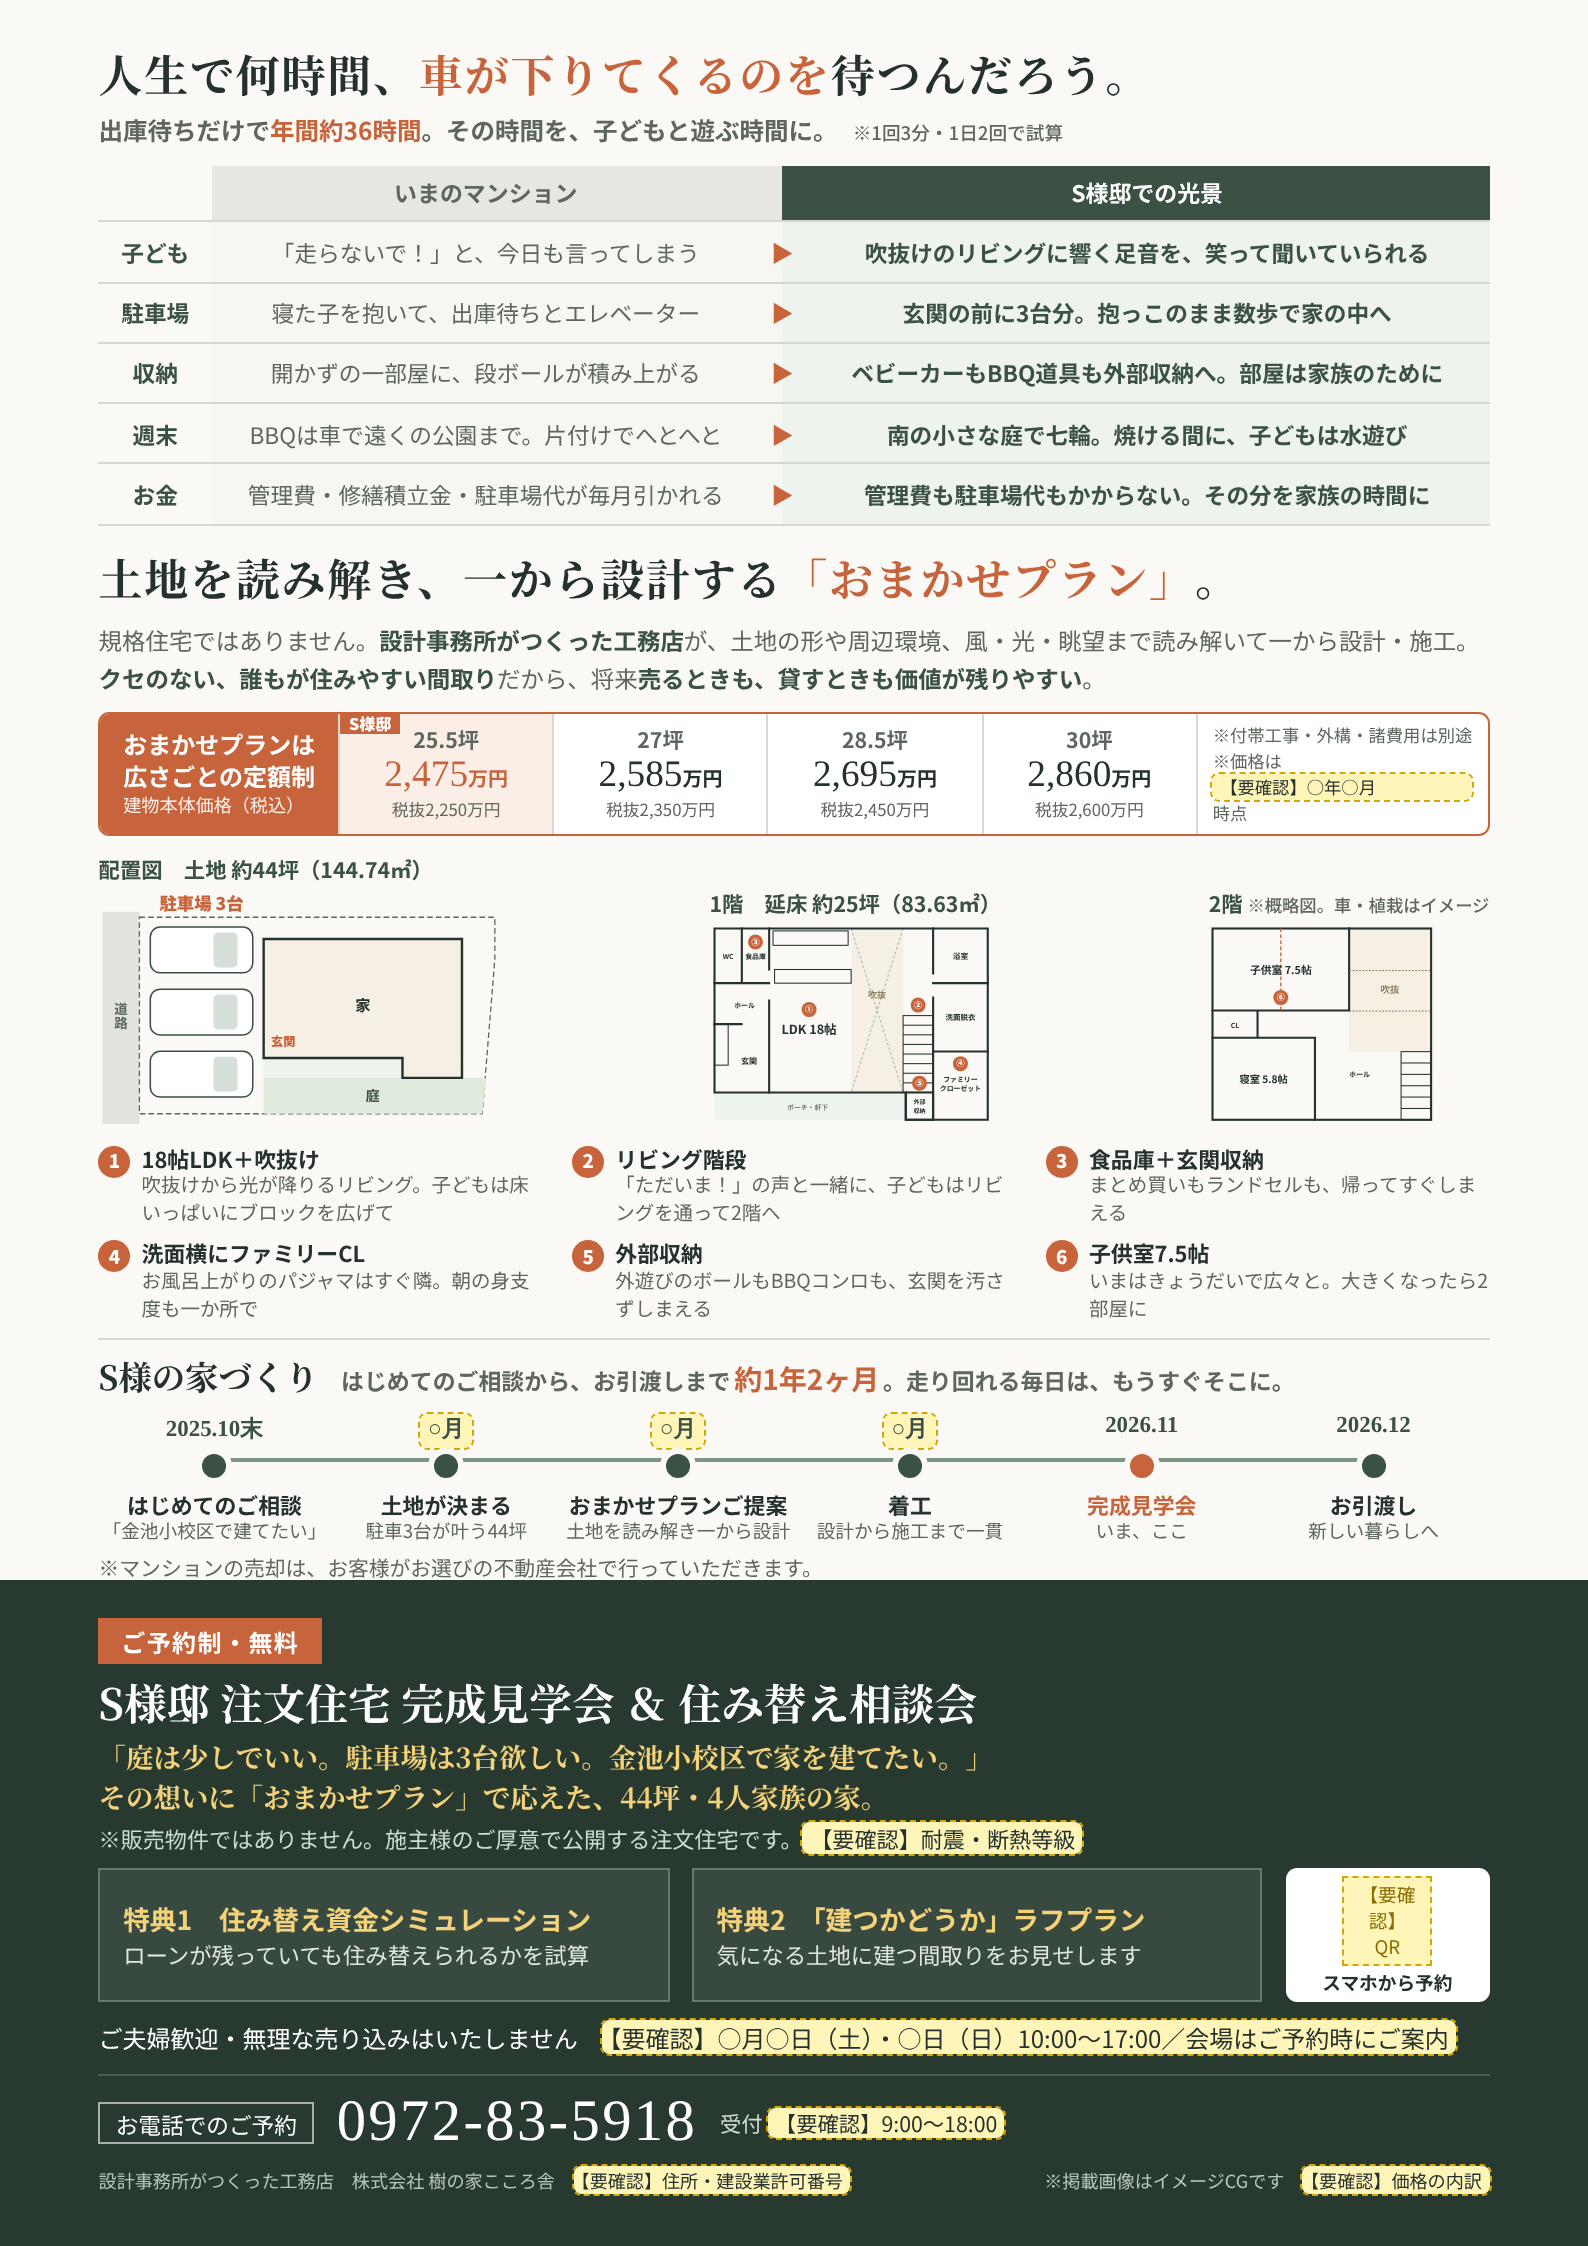 人生で何時間、車が下りてくるのを待つんだろう。
出庫待ちだけで年間約36時間。その時間を、子どもと遊ぶ時間に。 ※1回3分・1日2回で試算
いまのマンション S様邸での光景
子ども 「走らないで！」と、今日も言ってしまう ▶ 吹抜けのリビングに響く足音を、笑って聞いていられる
駐車場 寝た子を抱いて、出庫待ちとエレベーター ▶ 玄関の前に3台分。抱っこのまま数歩で家の中へ
収納 開かずの一部屋に、段ボールが積み上がる ▶ ベビーカーもBBQ道具も外部収納へ。部屋は家族のために
週末 BBQは車で遠くの公園まで。片付けでへとへと ▶ 南の小さな庭で七輪。焼ける間に、子どもは水遊び
お金 管理費・修繕積立金・駐車場代が毎月引かれる ▶ 管理費も駐車場代もかからない。その分を家族の時間に
土地を読み解き、一から設計する「おまかせプラン」。
規格住宅ではありません。設計事務所がつくった工務店が、土地の形や周辺環境、風・光・眺望まで読み解いて一から設計・施工。
クセのない、誰もが住みやすい間取りだから、将来売るときも、貸すときも価値が残りやすい。
おまかせプランは
広さごとの定額制
建物本体価格（税込）
S様邸
25.5坪
2,475万円
税抜2,250万円
27坪
2,585万円
税抜2,350万円
28.5坪
2,695万円
税抜2,450万円
30坪
2,860万円
税抜2,600万円
※付帯工事・外構・諸費用は別途
※価格は
【要確認】○年○月
時点
配置図　土地 約44坪（144.74㎡）
駐車場 3台
道路
家
玄関
庭
1階　延床 約25坪（83.63㎡）
WC
③
食品庫
浴室
ホール
吹抜
①
②
LDK 18帖
洗面脱衣
玄関
④
ファミリー
クローゼット
⑤
外部
収納
ポーチ・軒下
2階 ※概略図。車・植栽はイメージ
子供室 7.5帖
吹抜
⑥
CL
寝室 5.8帖
ホール
1 18帖LDK＋吹抜け
吹抜けから光が降りるリビング。子どもは床
いっぱいにブロックを広げて
2 リビング階段
「ただいま！」の声と一緒に、子どもはリビ
ングを通って2階へ
3 食品庫＋玄関収納
まとめ買いもランドセルも、帰ってすぐしま
える
4 洗面横にファミリーCL
お風呂上がりのパジャマはすぐ隣。朝の身支
度も一か所で
5 外部収納
外遊びのボールもBBQコンロも、玄関を汚さ
ずしまえる
6 子供室7.5帖
いまはきょうだいで広々と。大きくなったら2
部屋に
S様の家づくり はじめてのご相談から、お引渡しまで約1年2ヶ月。走り回れる毎日は、もうすぐそこに。
2025.10末 ○月 ○月 ○月 2026.11 2026.12
はじめてのご相談 土地が決まる おまかせプランご提案 着工 完成見学会 お引渡し
「金池小校区で建てたい」 駐車3台が叶う44坪 土地を読み解き一から設計 設計から施工まで一貫 いま、ここ 新しい暮らしへ
※マンションの売却は、お客様がお選びの不動産会社で行っていただきます。
ご予約制・無料
S様邸 注文住宅 完成見学会 ＆ 住み替え相談会
「庭は少しでいい。駐車場は3台欲しい。金池小校区で家を建てたい。」
その想いに「おまかせプラン」で応えた、44坪・4人家族の家。
※販売物件ではありません。施主様のご厚意で公開する注文住宅です。【要確認】耐震・断熱等級
特典1　住み替え資金シミュレーション
ローンが残っていても住み替えられるかを試算
特典2　「建つかどうか」ラフプラン
気になる土地に建つ間取りをお見せします
【要確
認】
QR
スマホから予約
ご夫婦歓迎・無理な売り込みはいたしません 【要確認】○月○日（土）・○日（日）10:00〜17:00／会場はご予約時にご案内
お電話でのご予約 0972-83-5918 受付【要確認】9:00〜18:00
設計事務所がつくった工務店　株式会社 樹の家こころ舎 【要確認】住所・建設業許可番号 ※掲載画像はイメージCGです 【要確認】価格の内訳